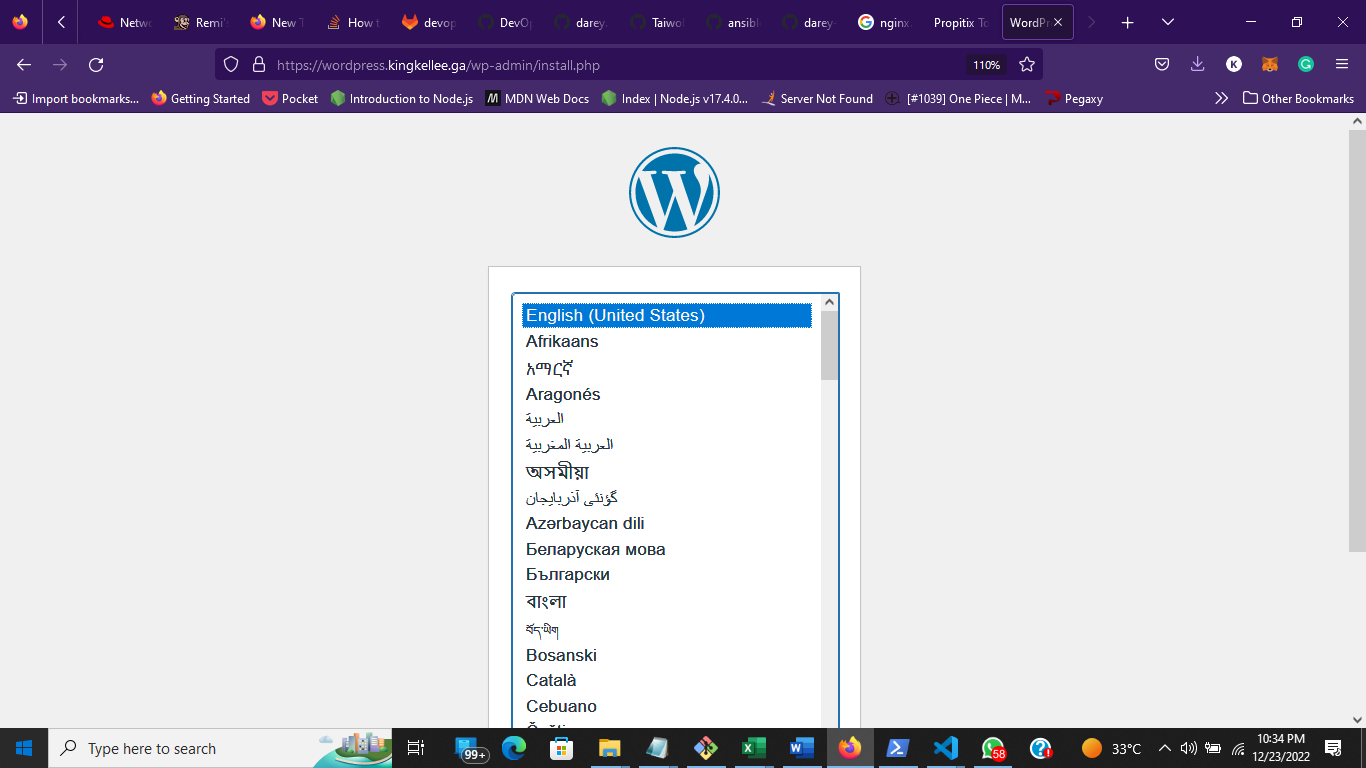 Netwo
Remi's
New T
How t
devop
DevOp
darey.
Taiwo
ansibl
darey-
nginx
Propitix To
WordPr
https://wordpress.kingkellee.ga/wp-admin/install.php
110%
K
Import bookmarks...
Getting Started
Pocket
Introduction to Node.js
M
MDN Web Docs
Index | Node.js v17.4.0...
Server Not Found
[#1039] One Piece | M...
Pegaxy
Other Bookmarks
English (United States)
Afrikaans
አማርኛ
Aragonés
العربية
العربية المغربية
অসমীয়া
گؤنئی آذربایجان
Azərbaycan dili
Беларуская мова
Български
বাংলা
བོད་ཡིག
Bosanski
Català
Cebuano
Type here to search
99+
58
33°C
10:34 PM
12/23/2022